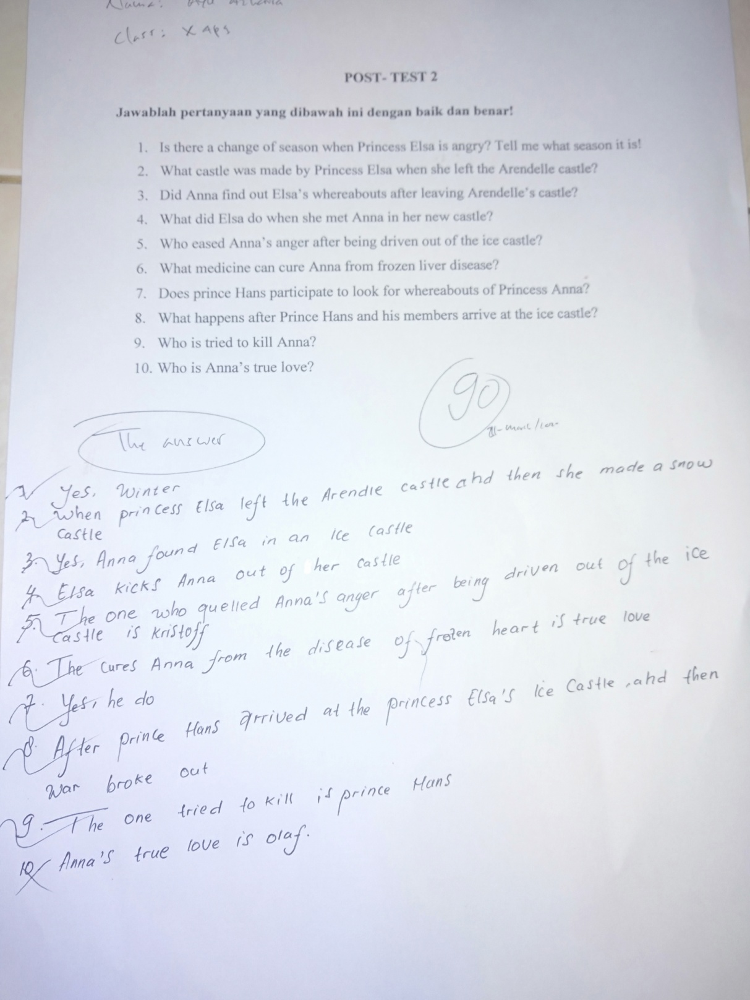 Nama:
Class: X Aps
POST- TEST 2
Jawablah pertanyaan yang dibawah ini dengan baik dan benar!
1. Is there a change of season when Princess Elsa is angry? Tell me what season it is!
2. What castle was made by Princess Elsa when she left the Arendelle castle?
3. Did Anna find out Elsa's whereabouts after leaving Arendelle's castle?
4. What did Elsa do when she met Anna in her new castle?
5. Who eased Anna's anger after being driven out of the ice castle?
6. What medicine can cure Anna from frozen liver disease?
7. Does prince Hans participate to look for whereabouts of Princess Anna?
8. What happens after Prince Hans and his members arrive at the ice castle?
9. Who is tried to kill Anna?
10. Who is Anna's true love?
90
The answer
1. Yes, Winter
2. When princess Elsa left the Arendle castle and then she made a snow
castle
3. Yes, Anna found Elsa in an ice castle
4. Elsa kicks Anna out of her castle
5. The one who quelled Anna's anger after being driven out of the ice
castle is Kristoff
6. The cures Anna from the disease of frozen heart is true love
7. Yes, he do
8. After prince Hans arrived at the princess Elsa's Ice Castle, and then
war broke out
9. The one tried to kill is prince Hans
10 Anna's true love is olaf.